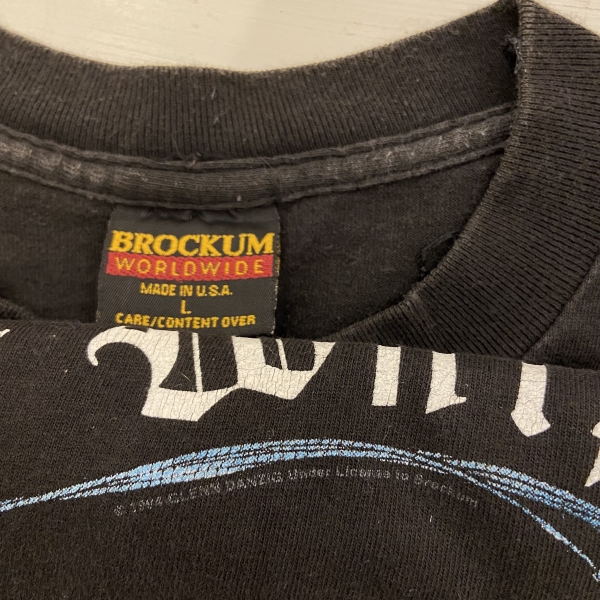 BROCKUM
WORLDWIDE
MADE IN U.S.A.
L
CARE/CONTENT OVER
© 1994 GLENN DANZIG Under License to Brockum